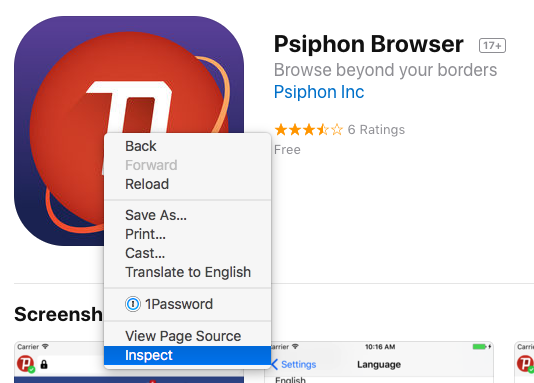 Psiphon Browser 17+
Browse beyond your borders
Psiphon Inc
6 Ratings
Free
Back
Forward
Reload
Save As...
Print...
Cast...
Translate to English
1Password
View Page Source
Inspect
Screensh
Carrier
arrier
10:16 AM
Carrier
Settings
Language
English